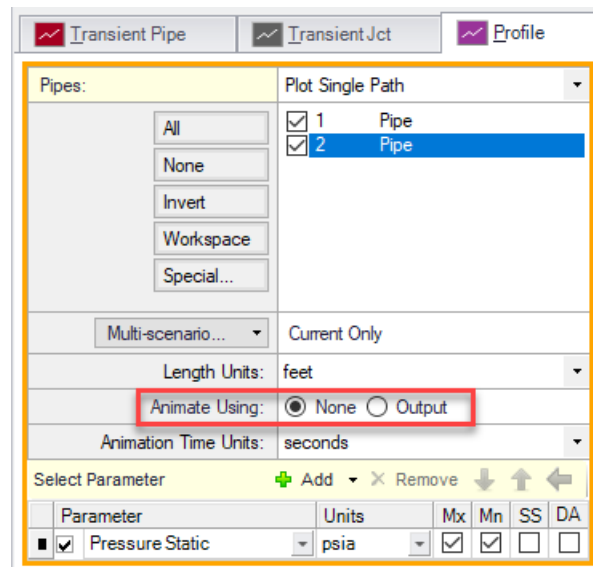 Transient Pipe Transient Jct Profile
Pipes: Plot Single Path
All
None
Invert
Workspace
Special...
1 Pipe
2 Pipe
Multi-scenario... Current Only
Length Units: feet
Animate Using: None Output
Animation Time Units: seconds
Select Parameter Add Remove
Parameter Units Mx Mn SS DA
Pressure Static psia